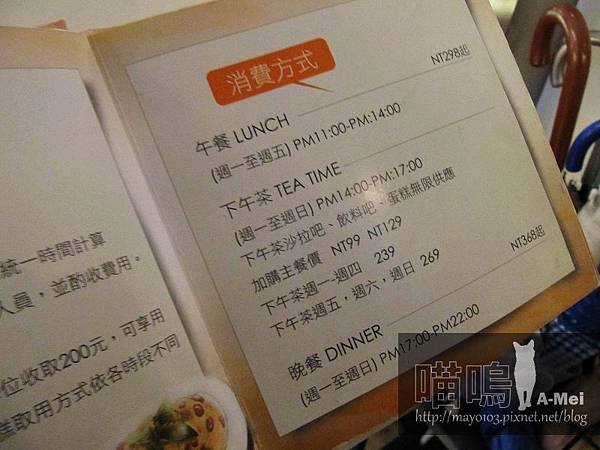 統一時間計算
人員，並酌收費用。
位收取200元，可享用
取用方式依各時段不同
消費方式
午餐 LUNCH NT298起
(週一至週五) PM11:00-PM:14:00
下午茶 TEA TIME
(週一至週日) PM14:00-PM:17:00
下午茶沙拉吧、飲料吧、蛋糕無限供應
加購主餐價 NT99 NT129
下午茶週一-週四 239
下午茶週五，週六，週日 269
晚餐 DINNER NT368起
(週一至週日) PM17:00-PM22:00
喵嗚 A-Mei
http://mayo103.pixnet.net/blog